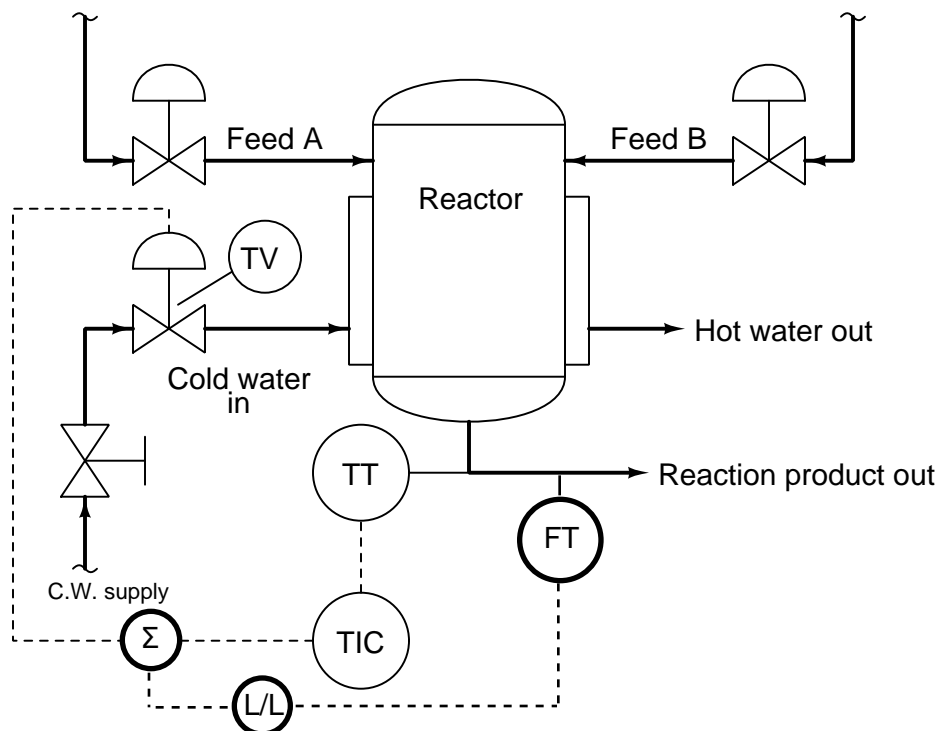 Feed A
Feed B
Reactor
TV
Hot water out
Cold water
in
TT
Reaction product out
FT
C.W. supply
Σ
TIC
L/L